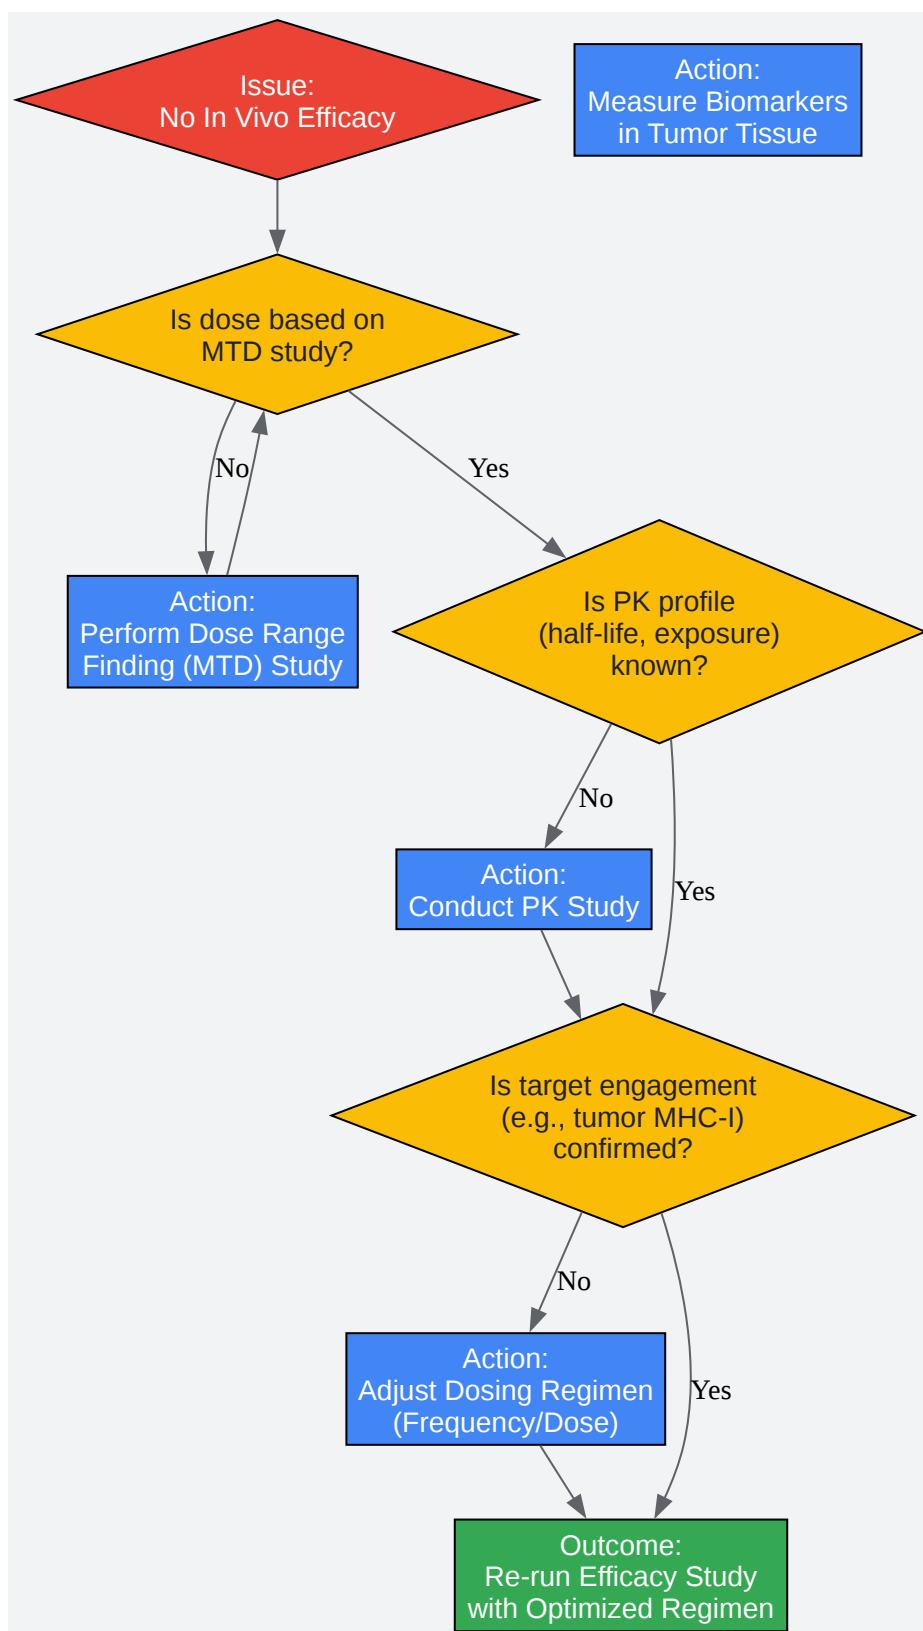 Issue:
No In Vivo Efficacy
Action:
Measure Biomarkers
in Tumor Tissue
Is dose based on
MTD study?
No
Yes
Action:
Perform Dose Range
Finding (MTD) Study
Is PK profile
(half-life, exposure)
known?
No
Action:
Conduct PK Study
Yes
Is target engagement
(e.g., tumor MHC-I)
confirmed?
No
Action:
Adjust Dosing Regimen
(Frequency/Dose)
Yes
Outcome:
Re-run Efficacy Study
with Optimized Regimen